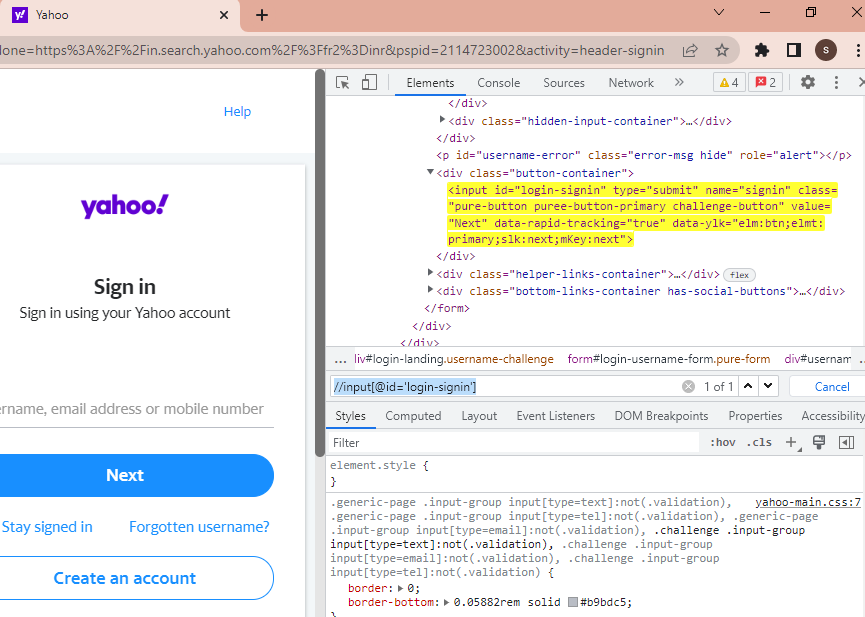 y! Yahoo
lone=https%3A%2F%2Fin.search.yahoo.com%2F%3Ffr2%3Dinr&pspid=2114723002&activity=header-signin
S
Help
yahoo!
Sign in
Sign in using your Yahoo account
ername, email address or mobile number
Next
Stay signed in
Forgotten username?
Create an account
Elements Console Sources Network » 4 2
</div>
<div class="hidden-input-container">…</div>
</div>
<p id="username-error" class="error-msg hide" role="alert"></p>
<div class="button-container">
<input id="login-signin" type="submit" name="signin" class=
"pure-button puree-button-primary challenge-button" value=
"Next" data-rapid-tracking="true" data-ylk="elm:btn;elmt:
primary;slk:next;mKey:next">
</div>
<div class="helper-links-container">…</div> flex
<div class="bottom-links-container has-social-buttons">…</div>
</form>
</div>
</div>
... liv#login-landing.username-challenge form#login-username-form.pure-form div#usernam ...
//input[@id='login-signin'] 1 of 1 Cancel
Styles Computed Layout Event Listeners DOM Breakpoints Properties Accessibility
Filter :hov .cls +
element.style {
}
.generic-page .input-group input[type=text]:not(.validation), yahoo-main.css:7
.generic-page .input-group input[type=tel]:not(.validation), .generic-page
.input-group input[type=email]:not(.validation), .challenge .input-group
input[type=text]:not(.validation), .challenge .input-group
input[type=email]:not(.validation), .challenge .input-group
input[type=tel]:not(.validation) {
border: 0;
border-bottom: 0.05882rem solid #b9bdc5;
}